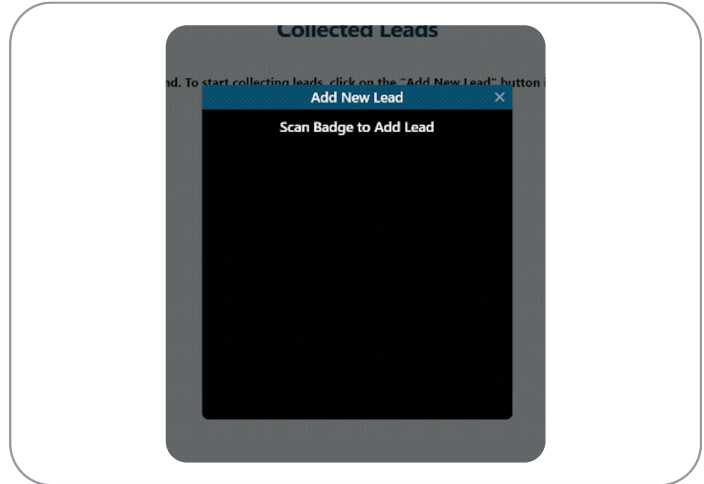 Collected Leads
nd. To start collecting leads, click on the "Add New Lead" button i
Add New Lead
Scan Badge to Add Lead